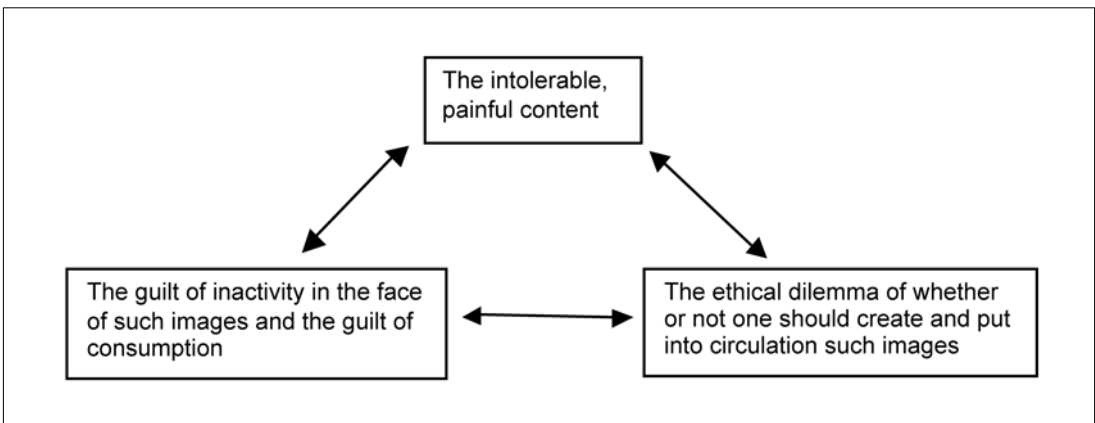 The intolerable,
painful content
The guilt of inactivity in the face
of such images and the guilt of
consumption
The ethical dilemma of whether
or not one should create and put
into circulation such images